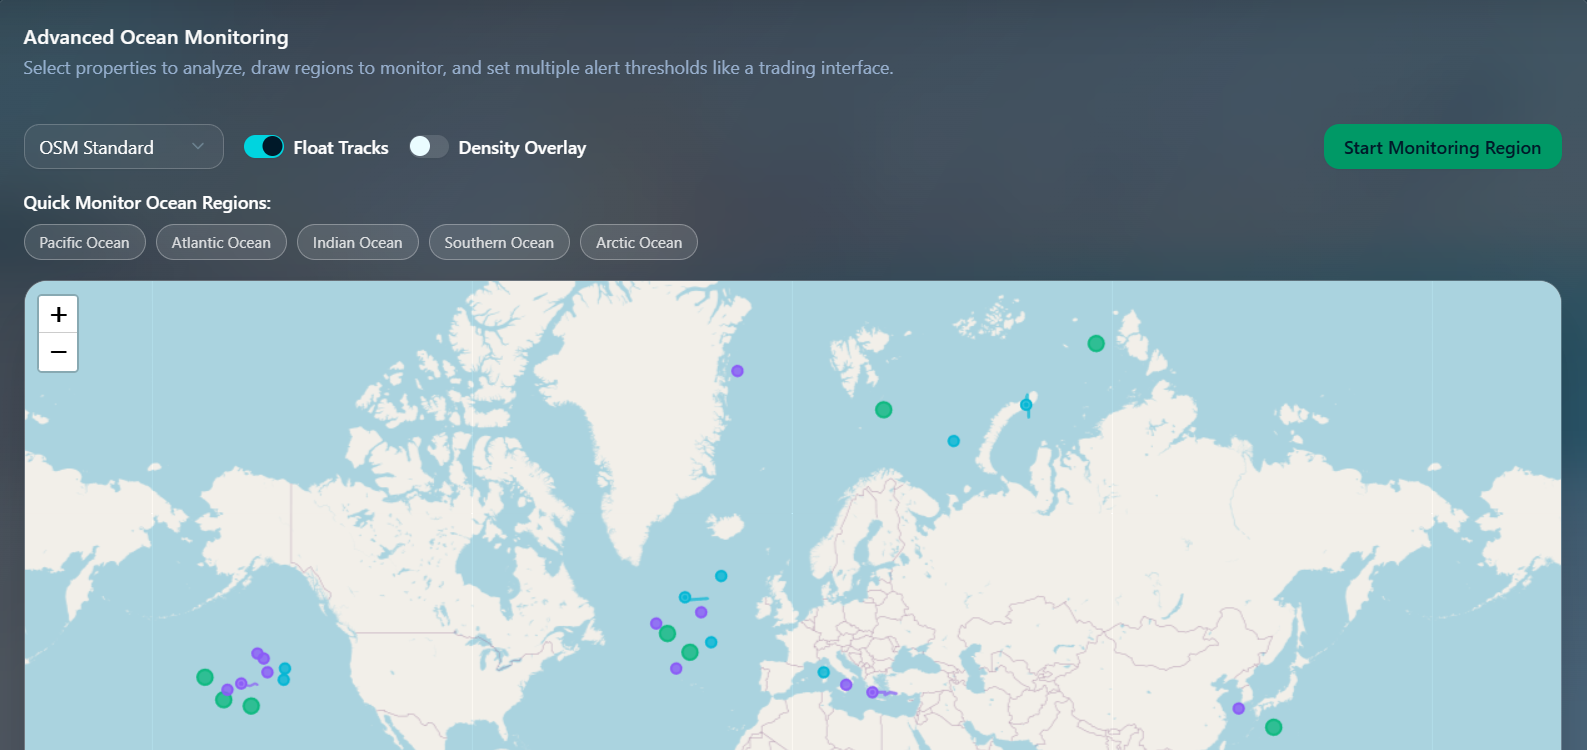 Advanced Ocean Monitoring
Select properties to analyze, draw regions to monitor, and set multiple alert thresholds like a trading interface.
OSM Standard
Float Tracks
Density Overlay
Start Monitoring Region
Quick Monitor Ocean Regions:
Pacific Ocean
Atlantic Ocean
Indian Ocean
Southern Ocean
Arctic Ocean
+
−